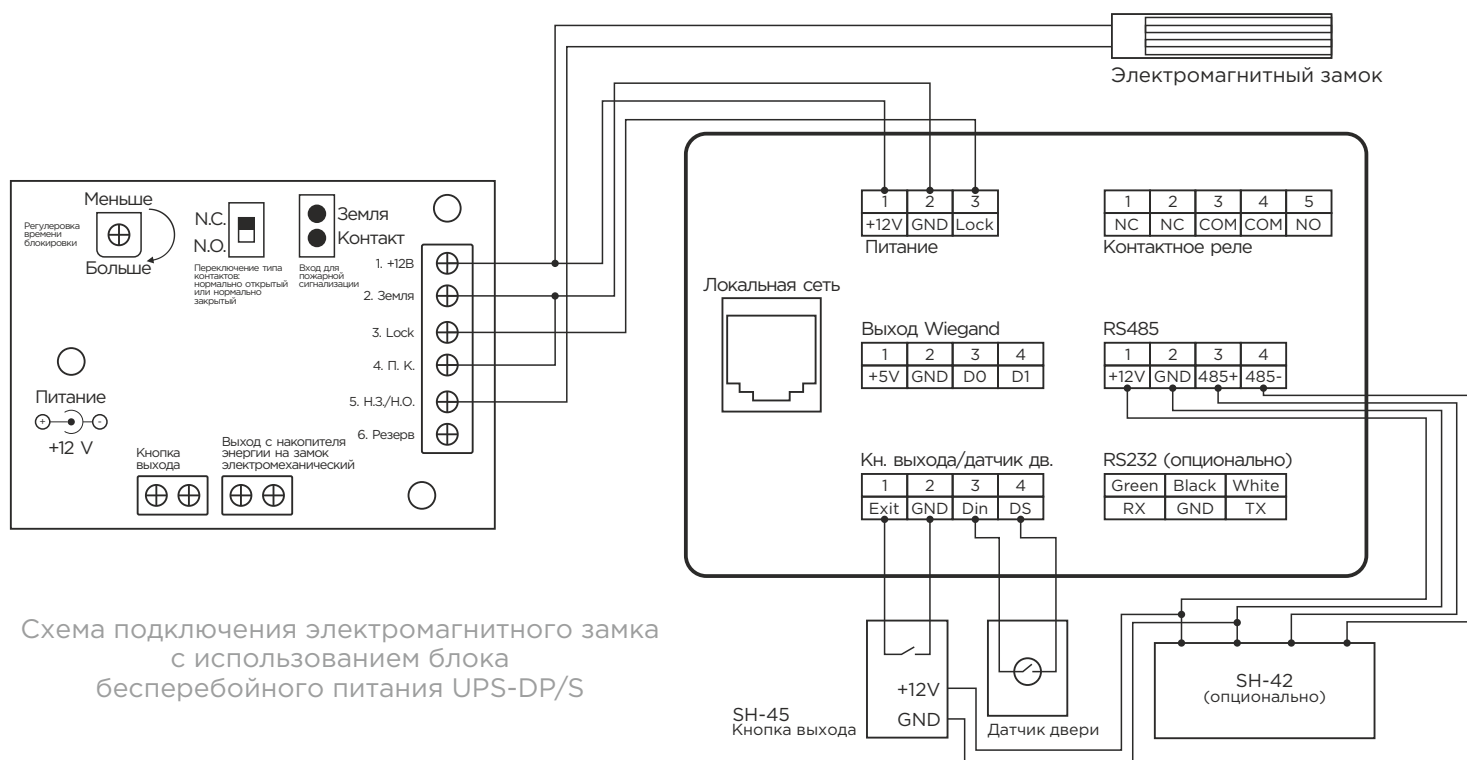 Электромагнитный замок
Меньше
Регулеровка
времени
блокировки
Больше
N.C.
N.O.
Переключение типа
контактов:
нормально открытый
или нормально
закрытый
Земля
Контакт
Вход для
пожарной
сигнализации
1. +12В
2. Земля
3. Lock
4. П. К.
5. Н.З./Н.О.
6. Резерв
Питание
+ -
+12 V
Кнопка
выхода
Выход с накопителя
энергии на замок
электромеханический
1 2 3
+12V GND Lock
Питание
1 2 3 4 5
NC NC COM COM NO
Контактное реле
Локальная сеть
Выход Wiegand
1 2 3 4
+5V GND D0 D1
RS485
1 2 3 4
+12V GND 485+ 485-
Кн. выхода/датчик дв.
1 2 3 4
Exit GND Din DS
RS232 (опционально)
Green Black White
RX GND TX
Схема подключения электромагнитного замка
с использованием блока
бесперебойного питания UPS-DP/S
+12V
GND
SH-45
Кнопка выхода
Датчик двери
SH-42
(опционально)